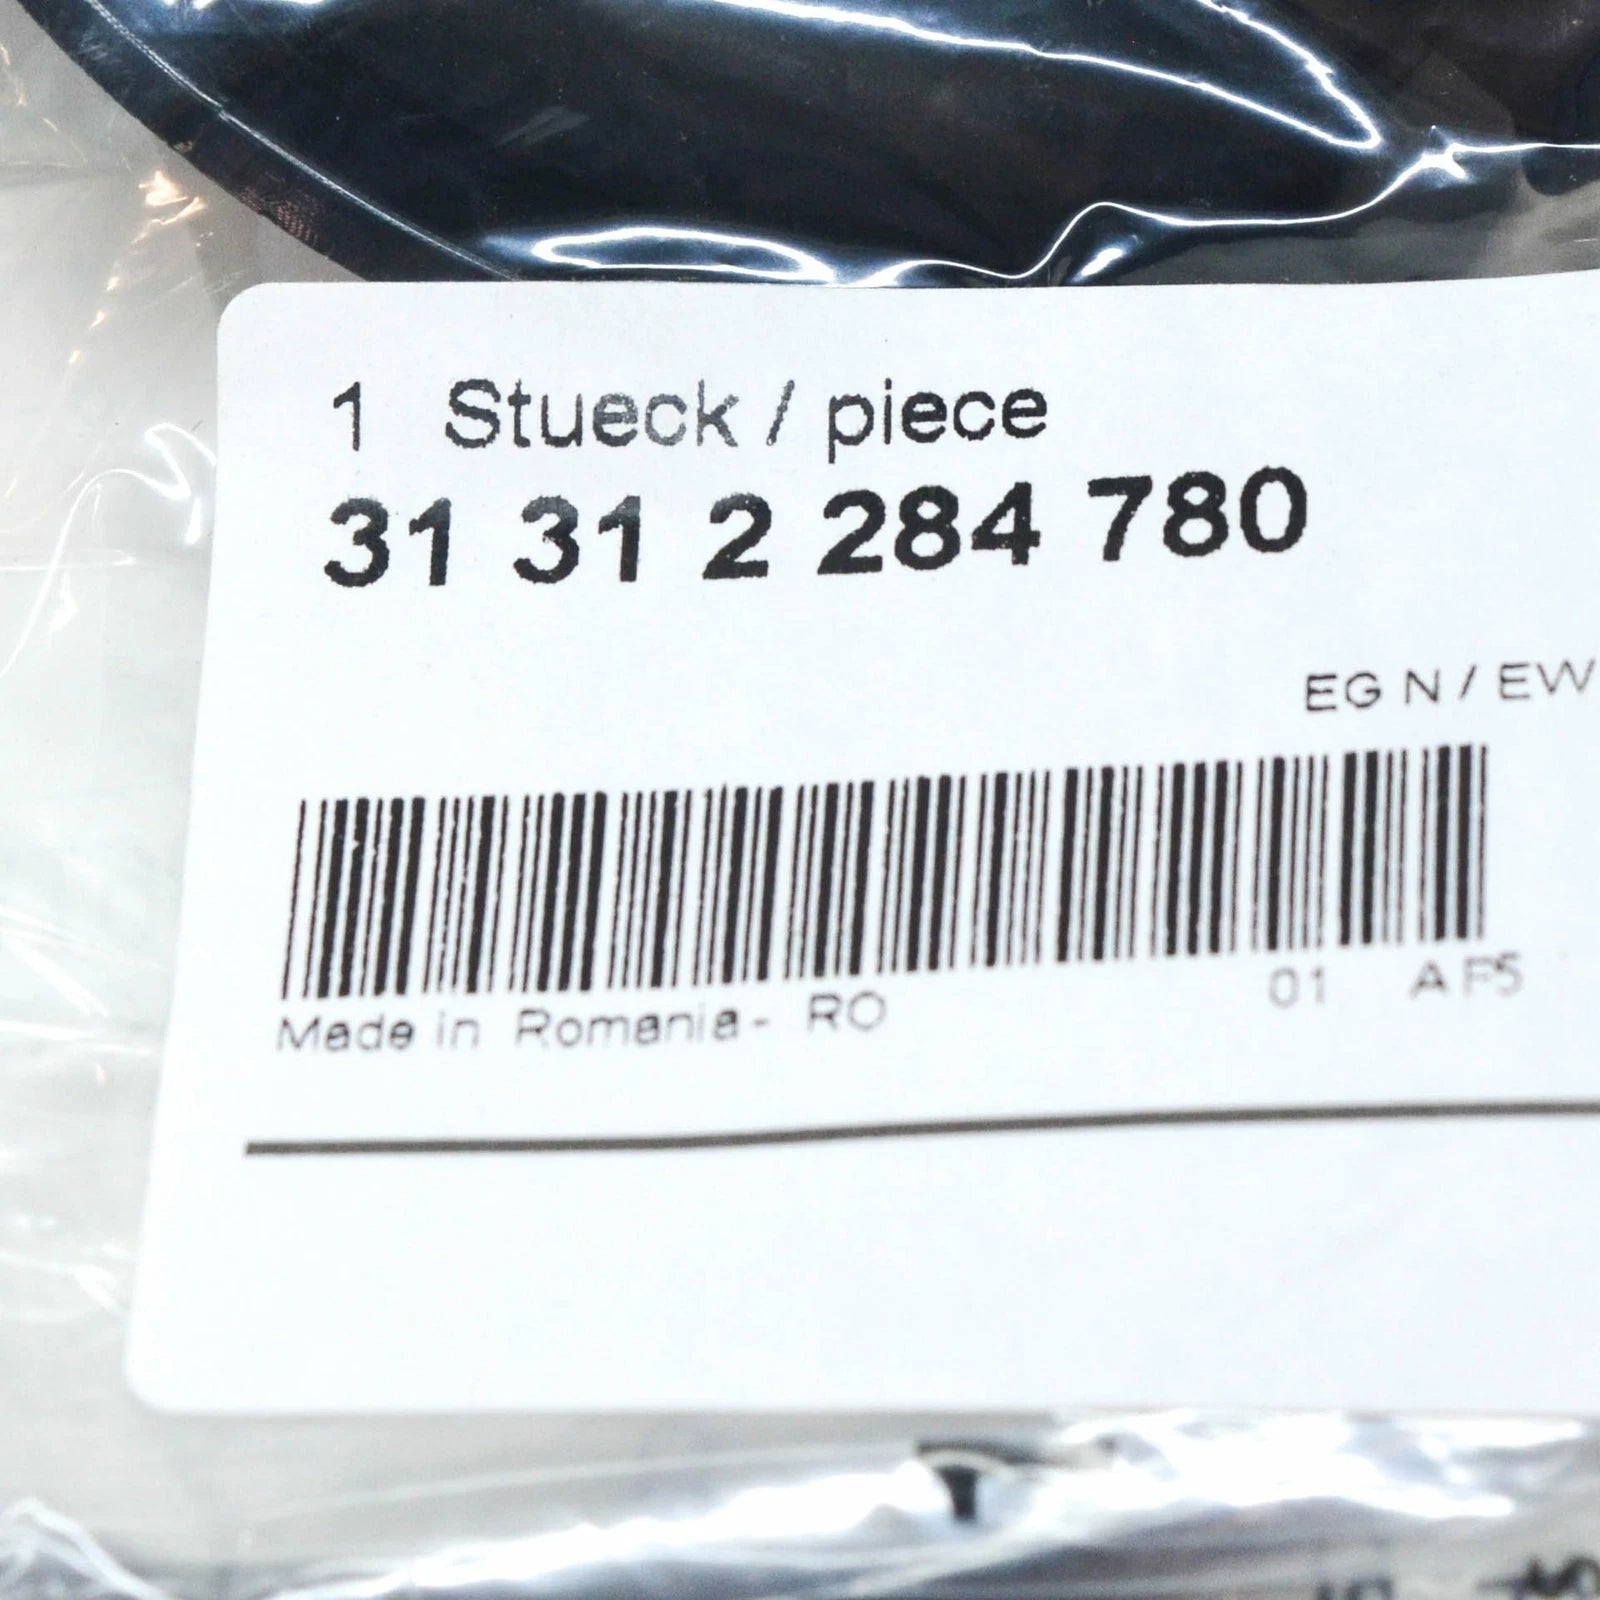 1 Stueck / piece
31 31 2 284 780
EG N / EW
Made in Romania - RO 01 AF5